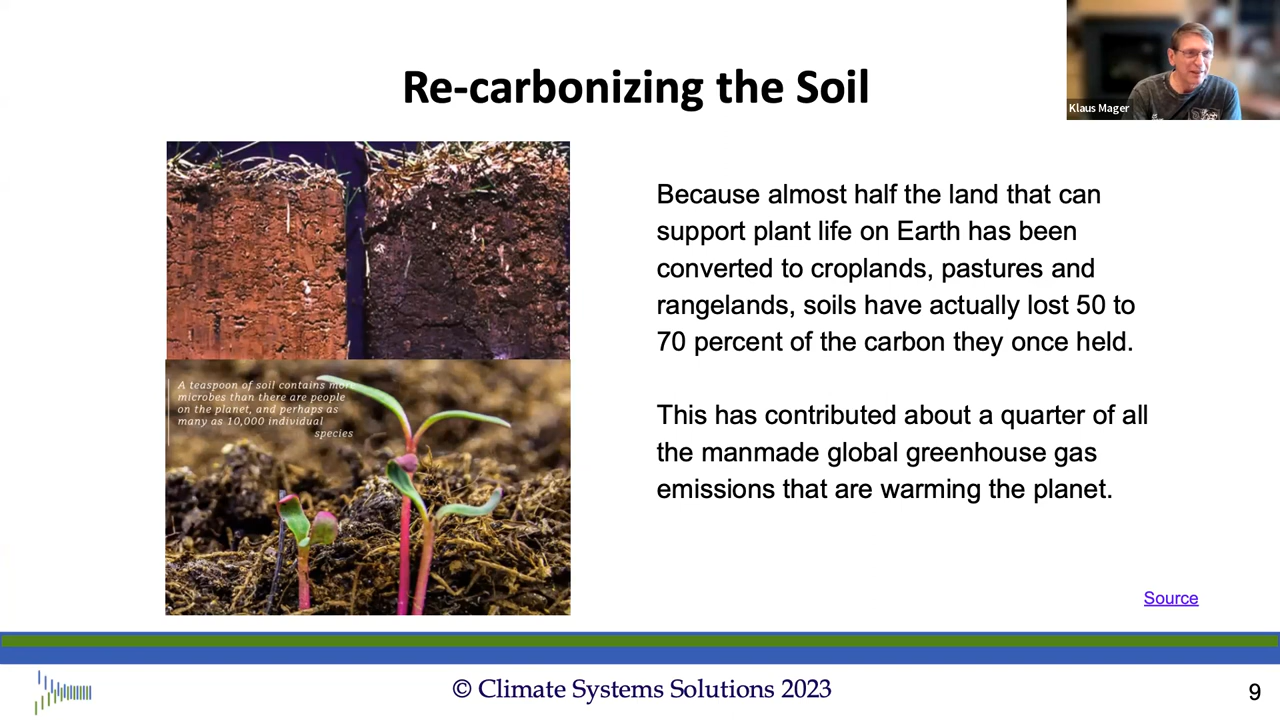 Klaus Mager
Re-carbonizing the Soil
A teaspoon of soil contains more
microbes than there are people
on the planet, and perhaps as
many as 10,000 individual
species
Because almost half the land that can
support plant life on Earth has been
converted to croplands, pastures and
rangelands, soils have actually lost 50 to
70 percent of the carbon they once held.
This has contributed about a quarter of all
the manmade global greenhouse gas
emissions that are warming the planet.
Source
© Climate Systems Solutions 2023
9